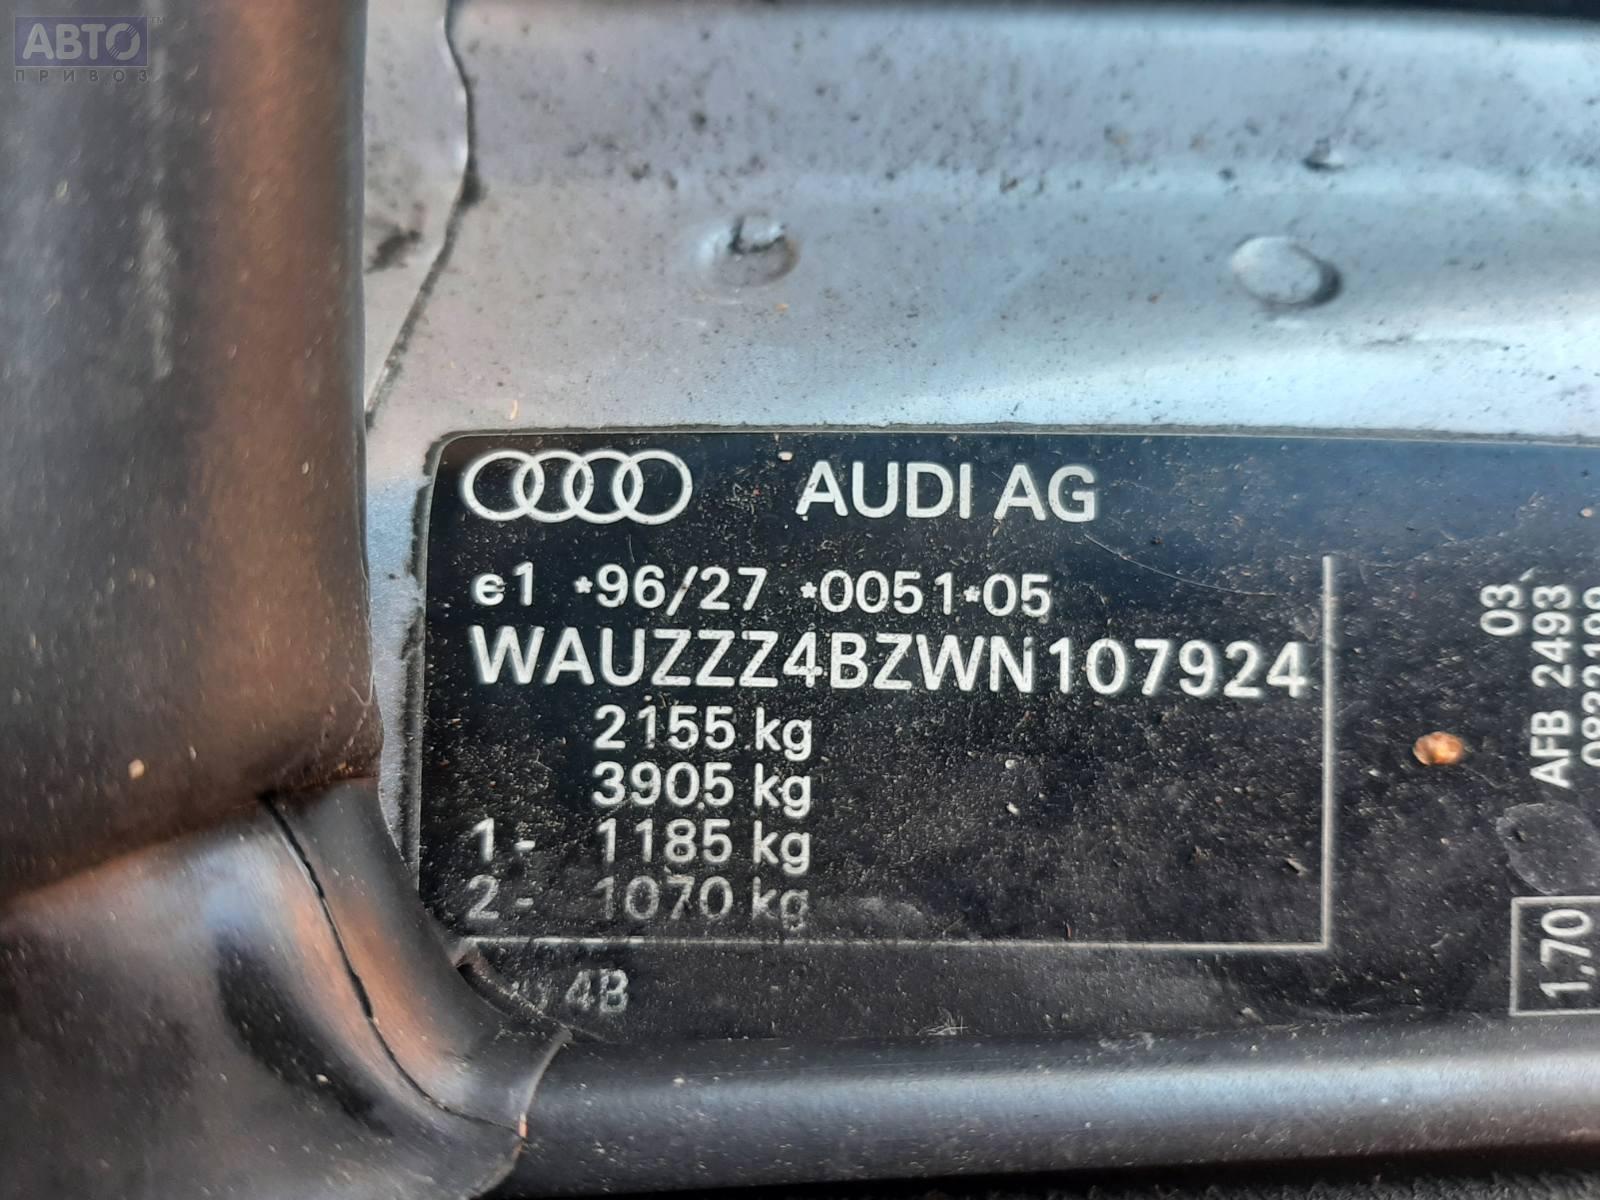 АВТО
ПРИВОЗ
AUDI AG
e1 *96/27 *0051*05
WAUZZZ4BZWN107924
2155 kg
3905 kg
1- 1185 kg
2- 1070 kg
4B
03
AFB 2493
1,70